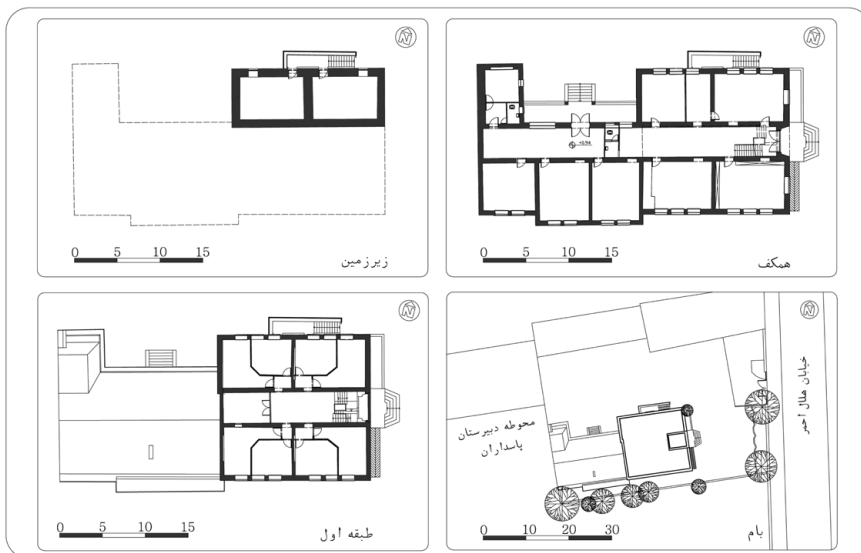 N
0 5 10 15
زیرزمین
N
+0.94
0 5 10 15
همکف
N
0 5 10 15
طبقه اول
N
خیابان هلال احمر
محوطه دبیرستان
پاسداران
0 10 20 30
بام